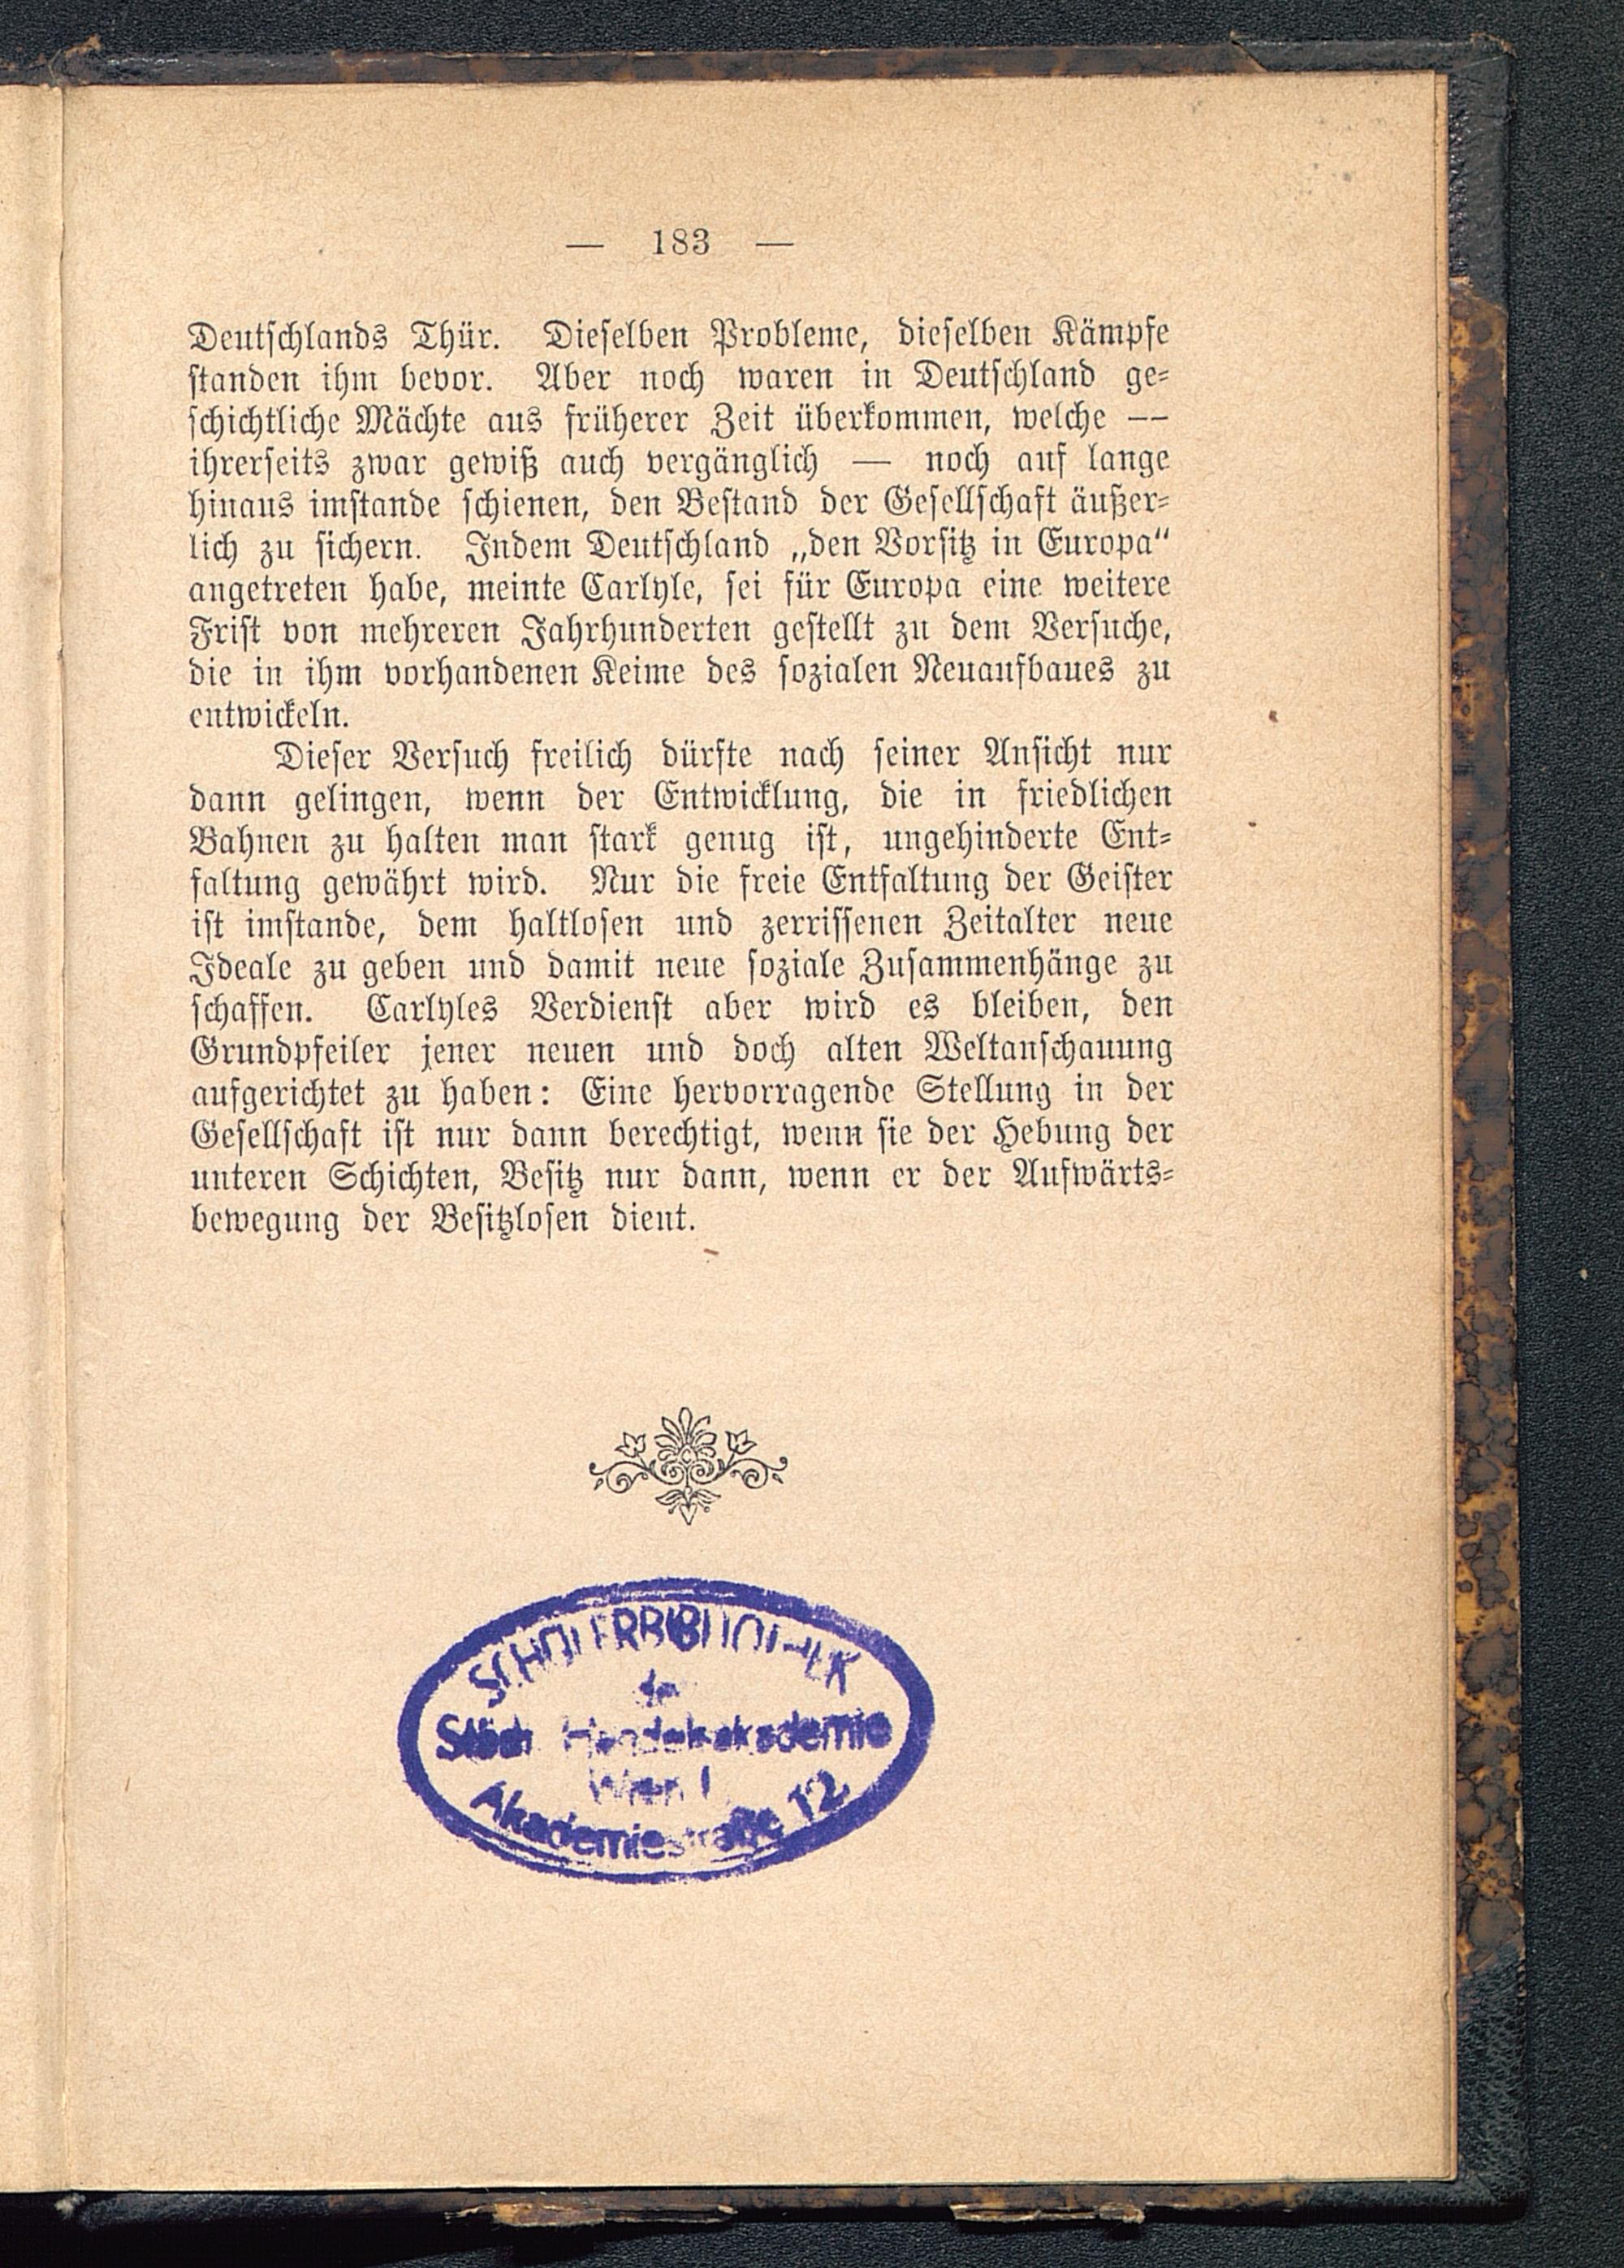 — 183 —
Deutschlands Thür. Dieselben Probleme, dieselben Kämpfe
standen ihm bevor. Aber noch waren in Deutschland ge-
schichtliche Mächte aus früherer Zeit überkommen, welche —
ihrerseits zwar gewiß auch vergänglich — noch auf lange
hinaus imstande schienen, den Bestand der Gesellschaft äußer-
lich zu sichern. Indem Deutschland „den Vorsitz in Europa“
angetreten habe, meinte Carlyle, sei für Europa eine weitere
Frist von mehreren Jahrhunderten gestellt zu dem Versuche,
die in ihm vorhandenen Keime des sozialen Neuaufbaues zu
entwickeln.
Dieser Versuch freilich dürfte nach seiner Ansicht nur
dann gelingen, wenn der Entwicklung, die in friedlichen
Bahnen zu halten man stark genug ist, ungehinderte Ent-
faltung gewährt wird. Nur die freie Entfaltung der Geister
ist imstande, dem haltlosen und zerrissenen Zeitalter neue
Ideale zu geben und damit neue soziale Zusammenhänge zu
schaffen. Carlyles Verdienst aber wird es bleiben, den
Grundpfeiler jener neuen und doch alten Weltanschauung
aufgerichtet zu haben: Eine hervorragende Stellung in der
Gesellschaft ist nur dann berechtigt, wenn sie der Hebung der
unteren Schichten, Besitz nur dann, wenn er der Aufwärts-
bewegung der Besitzlosen dient.
SCHÜLERBIBLIOTHEK
Handelsakademie
Wien I
Akademiestraße 12